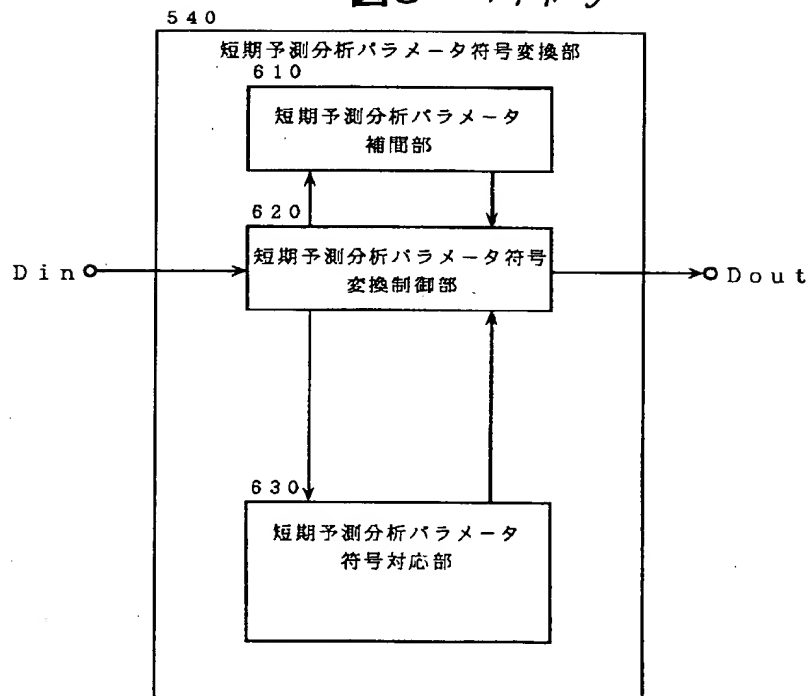 540
短期予測分析パラメータ符号変換部
610
短期予測分析パラメータ
補間部
620
短期予測分析パラメータ符号
変換制御部
Din
Dout
630
短期予測分析パラメータ
符号対応部